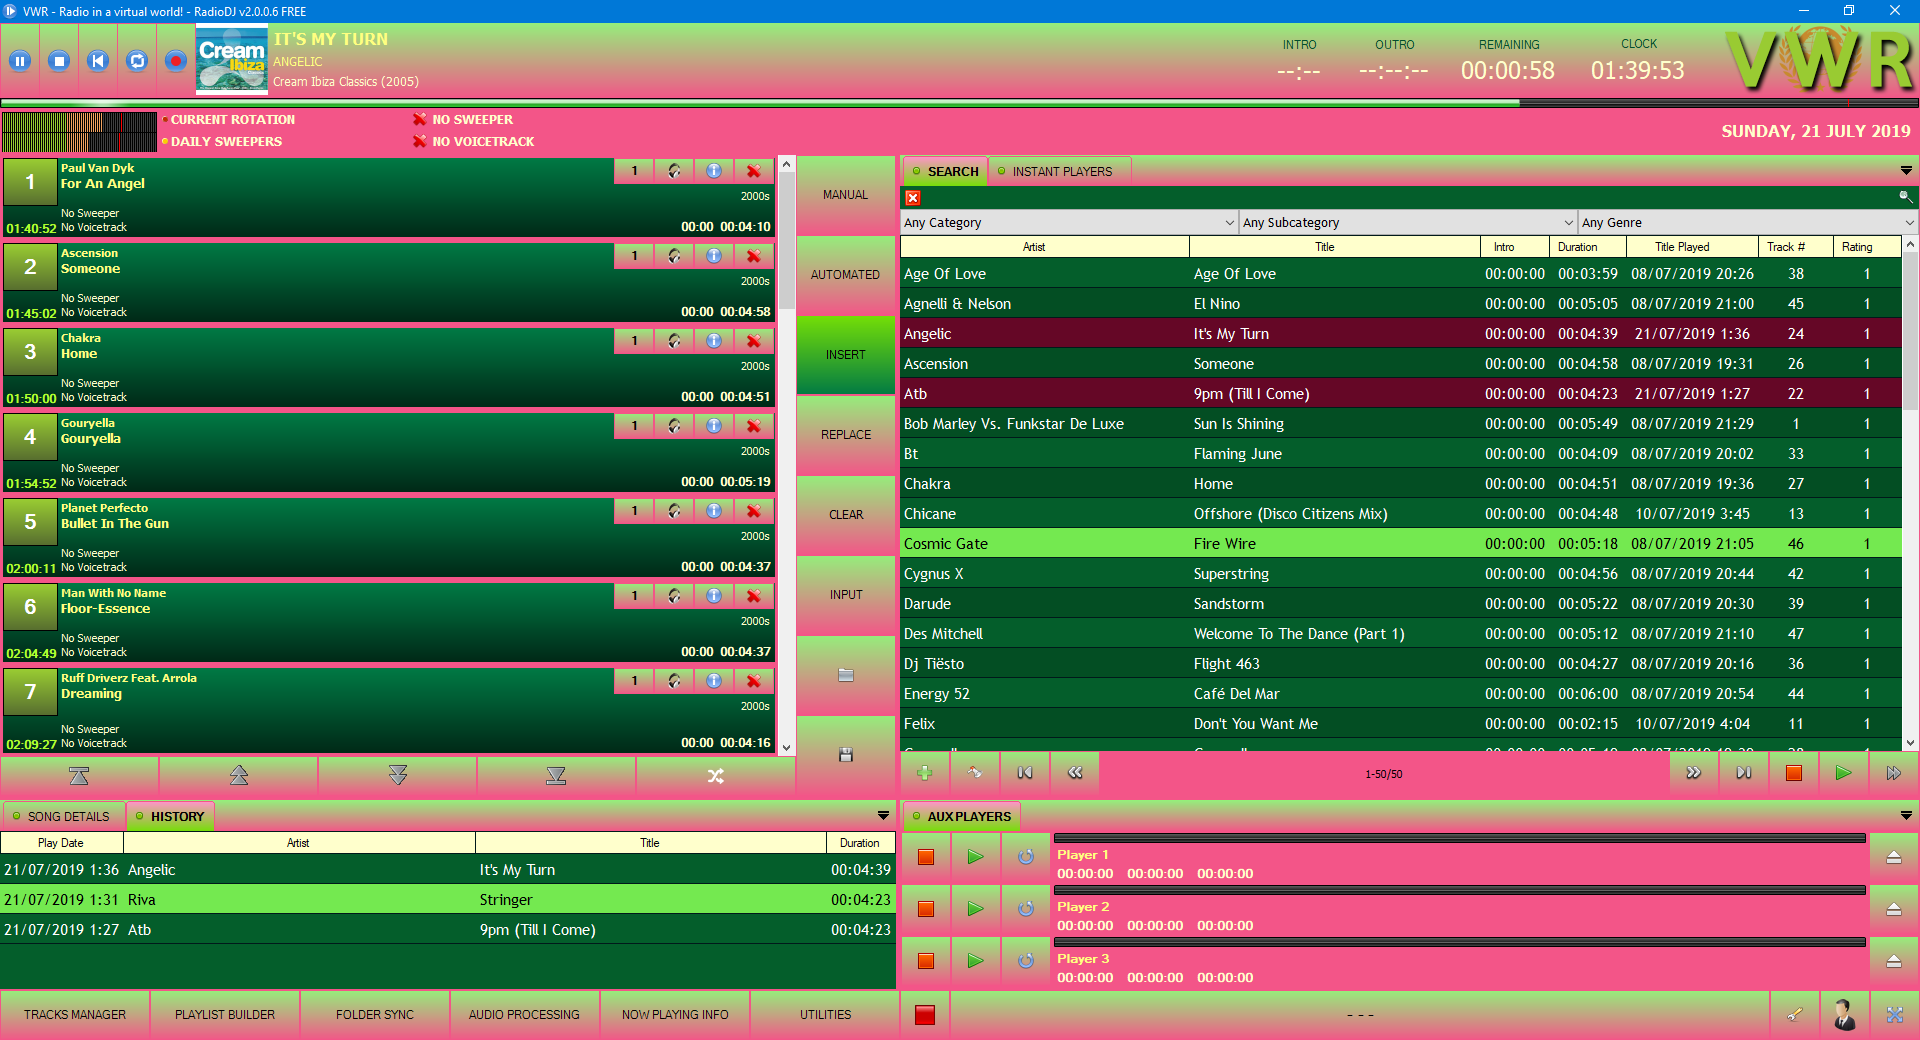 VWR - Radio in a virtual world! - RadioDJ v2.0.0.6 FREE
Cream
Ibiza
IT'S MY TURN
ANGELIC
Cream Ibiza Classics (2005)
INTRO
--:--
OUTRO
--:--:--
REMAINING
00:00:58
CLOCK
01:39:53
VWR
CURRENT ROTATION
DAILY SWEEPERS
NO SWEEPER
NO VOICETRACK
SUNDAY, 21 JULY 2019
1 Paul Van Dyk 1
For An Angel
2000s
No Sweeper
01:40:52 No Voicetrack 00:00 00:04:10
2 Ascension 1
Someone
2000s
No Sweeper
01:45:02 No Voicetrack 00:00 00:04:58
3 Chakra 1
Home
2000s
No Sweeper
01:50:00 No Voicetrack 00:00 00:04:51
4 Gouryella 1
Gouryella
2000s
No Sweeper
01:54:52 No Voicetrack 00:00 00:05:19
5 Planet Perfecto 1
Bullet In The Gun
2000s
No Sweeper
02:00:11 No Voicetrack 00:00 00:04:37
6 Man With No Name 1
Floor-Essence
2000s
No Sweeper
02:04:49 No Voicetrack 00:00 00:04:37
7 Ruff Driverz Feat. Arrola 1
Dreaming
2000s
No Sweeper
02:09:27 No Voicetrack 00:00 00:04:16
MANUAL
AUTOMATED
INSERT
REPLACE
CLEAR
INPUT
SEARCH INSTANT PLAYERS
Any Category Any Subcategory Any Genre
Artist Title Intro Duration Title Played Track # Rating
Age Of Love Age Of Love 00:00:00 00:03:59 08/07/2019 20:26 38 1
Agnelli & Nelson El Nino 00:00:00 00:05:05 08/07/2019 21:00 45 1
Angelic It's My Turn 00:00:00 00:04:39 21/07/2019 1:36 24 1
Ascension Someone 00:00:00 00:04:58 08/07/2019 19:31 26 1
Atb 9pm (Till I Come) 00:00:00 00:04:23 21/07/2019 1:27 22 1
Bob Marley Vs. Funkstar De Luxe Sun Is Shining 00:00:00 00:05:49 08/07/2019 21:29 1 1
Bt Flaming June 00:00:00 00:04:09 08/07/2019 20:02 33 1
Chakra Home 00:00:00 00:04:51 08/07/2019 19:36 27 1
Chicane Offshore (Disco Citizens Mix) 00:00:00 00:04:48 10/07/2019 3:45 13 1
Cosmic Gate Fire Wire 00:00:00 00:05:18 08/07/2019 21:05 46 1
Cygnus X Superstring 00:00:00 00:04:56 08/07/2019 20:44 42 1
Darude Sandstorm 00:00:00 00:05:22 08/07/2019 20:30 39 1
Des Mitchell Welcome To The Dance (Part 1) 00:00:00 00:05:12 08/07/2019 21:10 47 1
Dj Tiësto Flight 463 00:00:00 00:04:27 08/07/2019 20:16 36 1
Energy 52 Café Del Mar 00:00:00 00:06:00 08/07/2019 20:54 44 1
Felix Don't You Want Me 00:00:00 00:02:15 10/07/2019 4:04 11 1
1-50/50
SONG DETAILS HISTORY
Play Date Artist Title Duration
21/07/2019 1:36 Angelic It's My Turn 00:04:39
21/07/2019 1:31 Riva Stringer 00:04:23
21/07/2019 1:27 Atb 9pm (Till I Come) 00:04:23
AUX PLAYERS
Player 1
00:00:00 00:00:00 00:00:00
Player 2
00:00:00 00:00:00 00:00:00
Player 3
00:00:00 00:00:00 00:00:00
TRACKS MANAGER PLAYLIST BUILDER FOLDER SYNC AUDIO PROCESSING NOW PLAYING INFO UTILITIES - - -